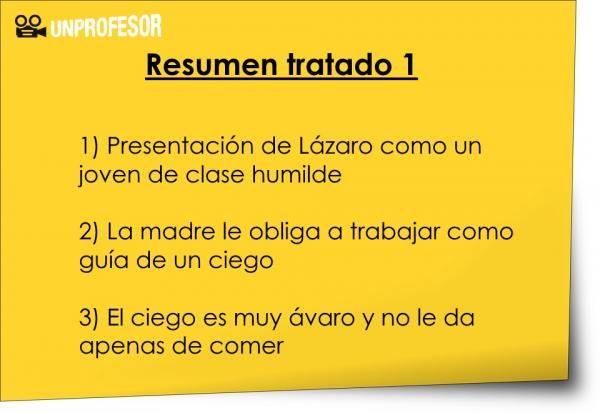 UNPROFESOR
Resumen tratado 1
1) Presentación de Lázaro como un
joven de clase humilde
2) La madre le obliga a trabajar como
guía de un ciego
3) El ciego es muy ávaro y no le da
apenas de comer